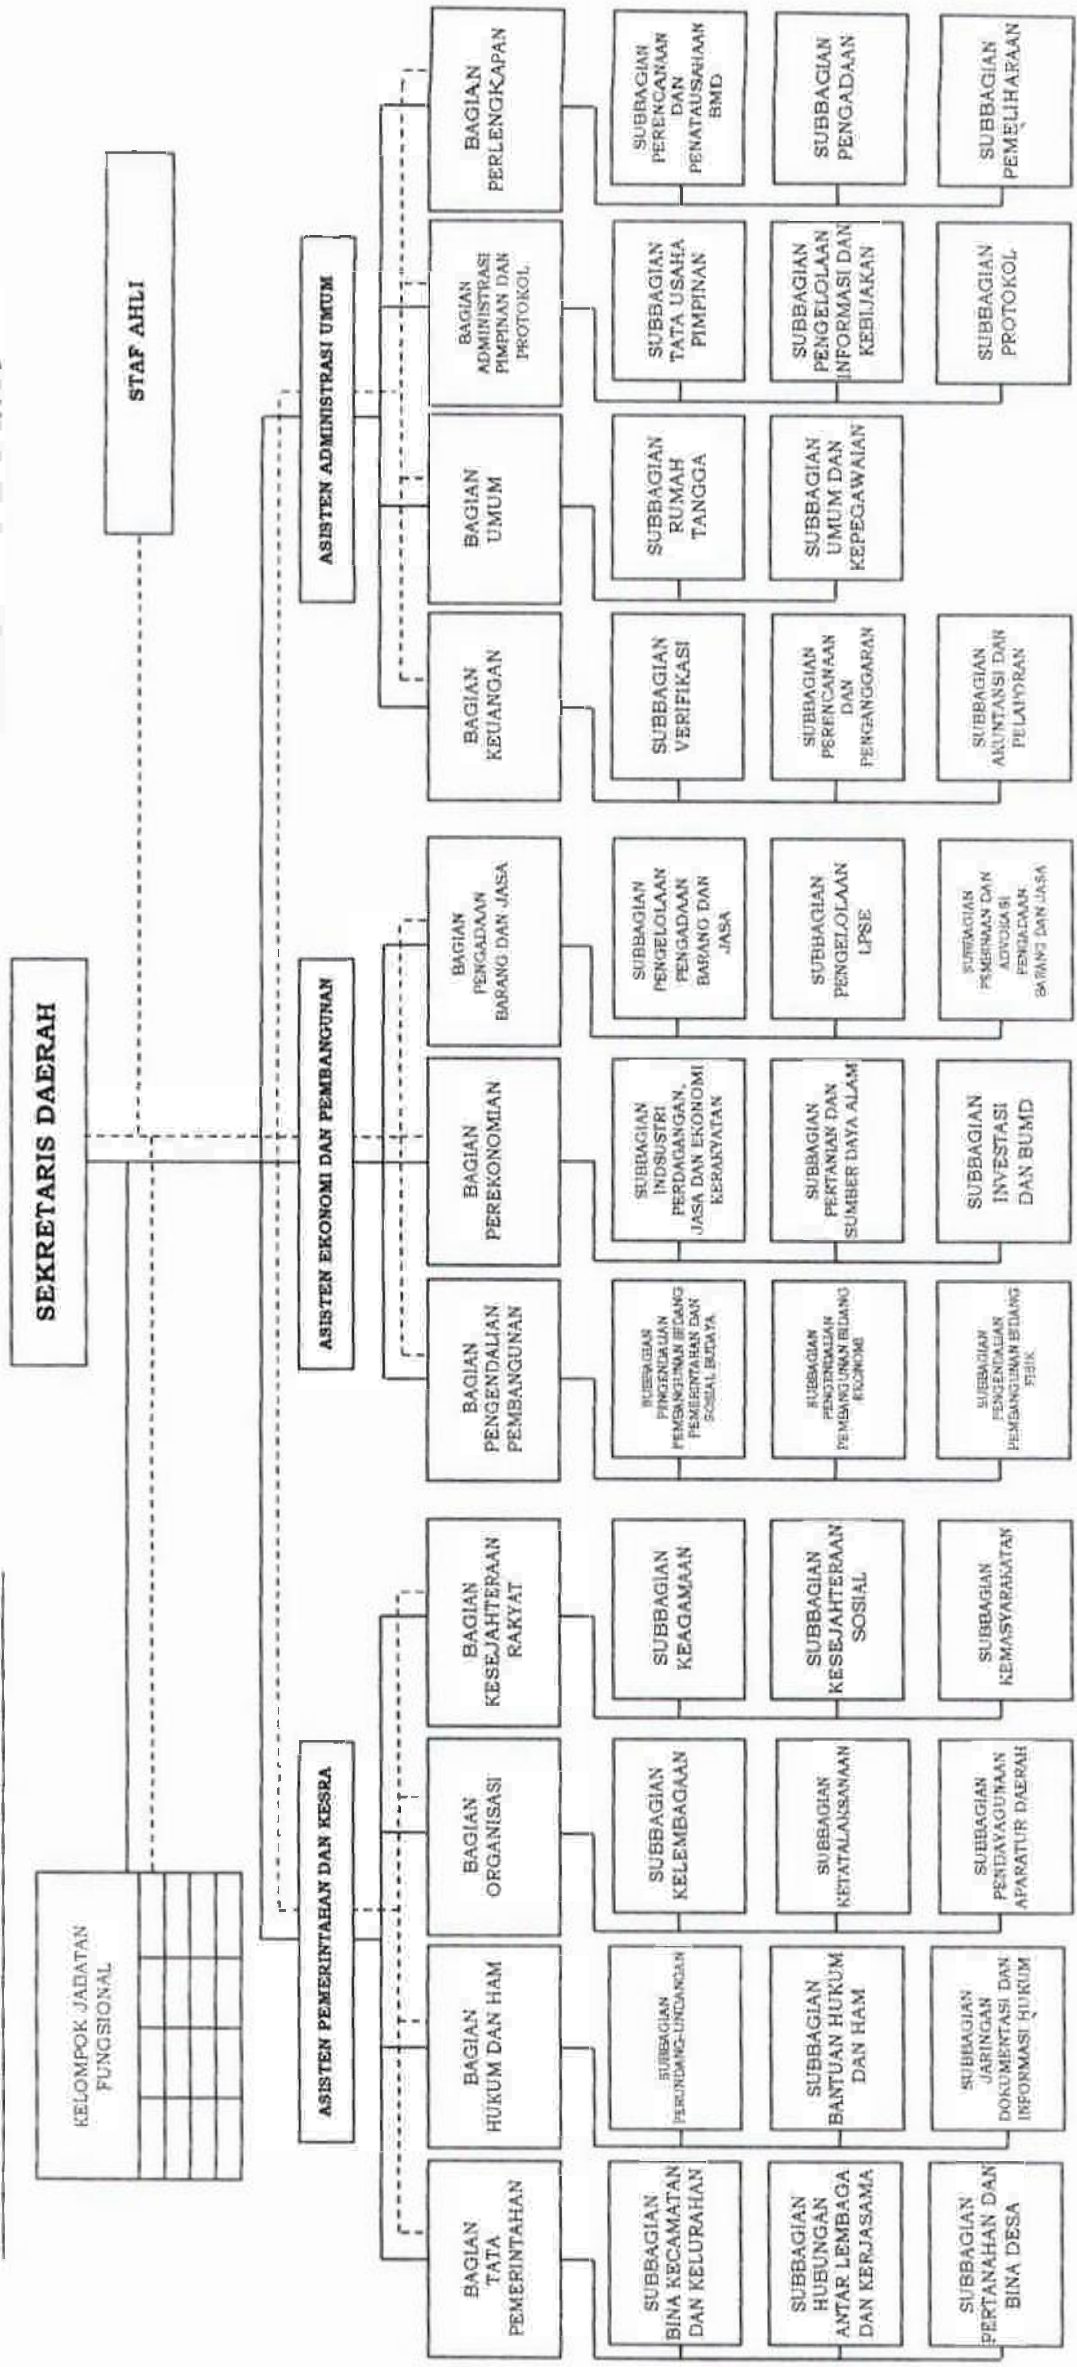 SEKRETARIS DAERAH
STAF AHLI
KELOMPOK JABATAN
FUNGSIONAL
ASISTEN PEMERINTAHAN DAN KESRA
ASISTEN EKONOMI DAN PEMBANGUNAN
ASISTEN ADMINISTRASI UMUM
BAGIAN
TATA
PEMERINTAHAN
BAGIAN
HUKUM DAN HAM
BAGIAN
ORGANISASI
BAGIAN
KESEJAHTERAAN
RAKYAT
BAGIAN
PENGENDALIAN
PEMBANGUNAN
BAGIAN
PEREKONOMIAN
BAGIAN
PENGADAAN
BARANG DAN JASA
BAGIAN
KEUANGAN
BAGIAN
UMUM
BAGIAN
ADMINISTRASI
PIMPINAN DAN
PROTOKOL
BAGIAN
PERLENGKAPAN
SUBBAGIAN
BINA KECAMATAN
DAN KELURAHAN
SUBBAGIAN
PERUNDANG-UNDANGAN
SUBBAGIAN
KELEMBAGAAN
SUBBAGIAN
KEAGAMAAN
SUBBAGIAN
PENGENDALIAN
PEMBANGUNAN BIDANG
PEMERINTAHAN DAN
SOSIAL BUDAYA
SUBBAGIAN
INDSUSTRI
PERDAGANGAN,
JASA DAN EKONOMI
KERAKYATAN
SUBBAGIAN
PENGELOLAAN
PENGADAAN
BARANG DAN
JASA
SUBBAGIAN
VERIFIKASI
SUBBAGIAN
RUMAH
TANGGA
SUBBAGIAN
TATA USAHA
PIMPINAN
SUBBAGIAN
PERENCANAAN
DAN
PENATAUSAHAAN
BMD
SUBBAGIAN
HUBUNGAN
ANTAR LEMBAGA
DAN KERJASAMA
SUBBAGIAN
BANTUAN HUKUM
DAN HAM
SUBBAGIAN
KETATALAKSANAAN
SUBBAGIAN
KESEJAHTERAAN
SOSIAL
SUBBAGIAN
PENGENDALIAN
PEMBANGUNAN BIDANG
EKONOMI
SUBBAGIAN
PERTANIAN DAN
SUMBER DAYA ALAM
SUBBAGIAN
PENGELOLAAN
LPSE
SUBBAGIAN
PERENCANAAN
DAN
PENGANGGARAN
SUBBAGIAN
UMUM DAN
KEPEGAWAIAN
SUBBAGIAN
PENGELOLAAN
INFORMASI DAN
KEBIJAKAN
SUBBAGIAN
PENGADAAN
SUBBAGIAN
PERTANAHAN DAN
BINA DESA
SUBBAGIAN
JARINGAN
DOKUMENTASI DAN
INFORMASI HUKUM
SUBBAGIAN
PENDAYAGUNAAN
APARATUR DAERAH
SUBBAGIAN
KEMASYARAKATAN
SUBBAGIAN
PENGENDALIAN
PEMBANGUNAN BIDANG
FISIK
SUBBAGIAN
INVESTASI
DAN BUMD
SUBBAGIAN
PEMBINAAN DAN
ADVOKASI
PENGADAAN
BARANG DAN JASA
SUBBAGIAN
AKUNTANSI DAN
PELAPORAN
SUBBAGIAN
PROTOKOL
SUBBAGIAN
PEMELIHARAAN